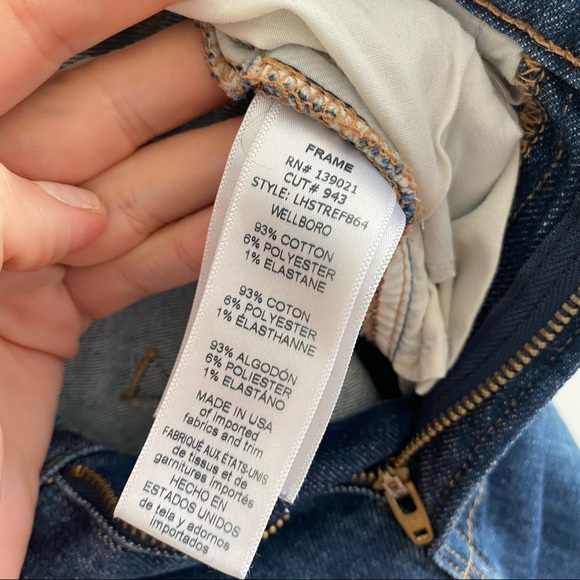 FRAME
RN# 139021
CUT# 943
STYLE: LHSTREF864
WELLBORO
93% COTTON
6% POLYESTER
1% ELASTANE
93% COTON
6% POLYESTER
1% ÉLASTHANNE
93% ALGODÓN
6% POLIESTER
1% ELASTANO
MADE IN USA
of imported
fabrics and trim
FABRIQUÉ AUX ÉTATS-UNIS
de tissus et de
garnitures importés
HECHO EN
ESTADOS UNIDOS
de tela y adornos
importados